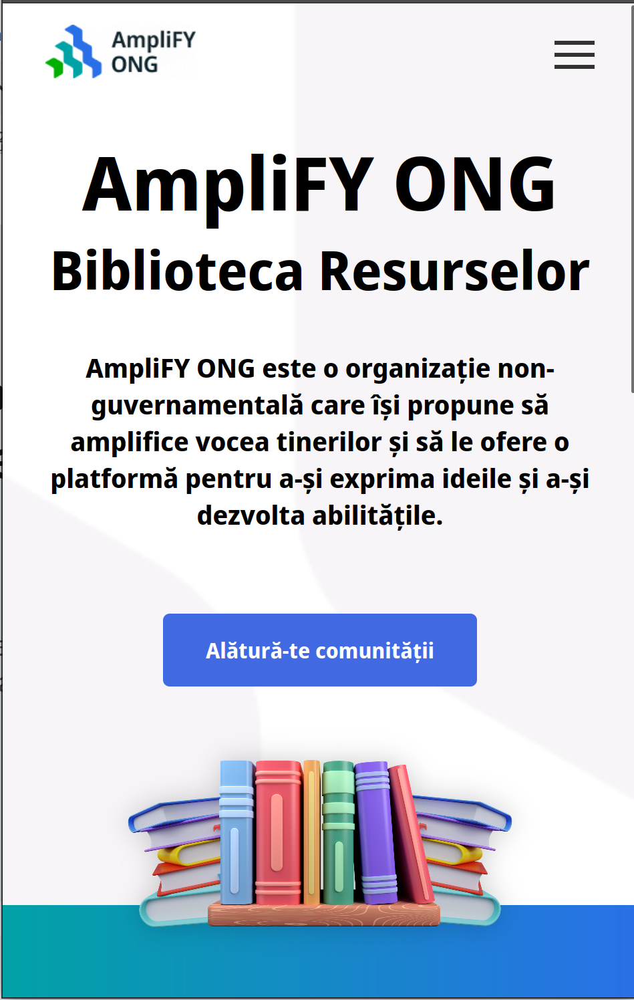 AmpliFY
ONG
AmpliFY ONG
Biblioteca Resurselor
AmpliFY ONG este o organizație non-
guvernamentală care își propune să
amplifice vocea tinerilor și să le ofere o
platformă pentru a-și exprima ideile și a-și
dezvolta abilitățile.
Alătură-te comunității